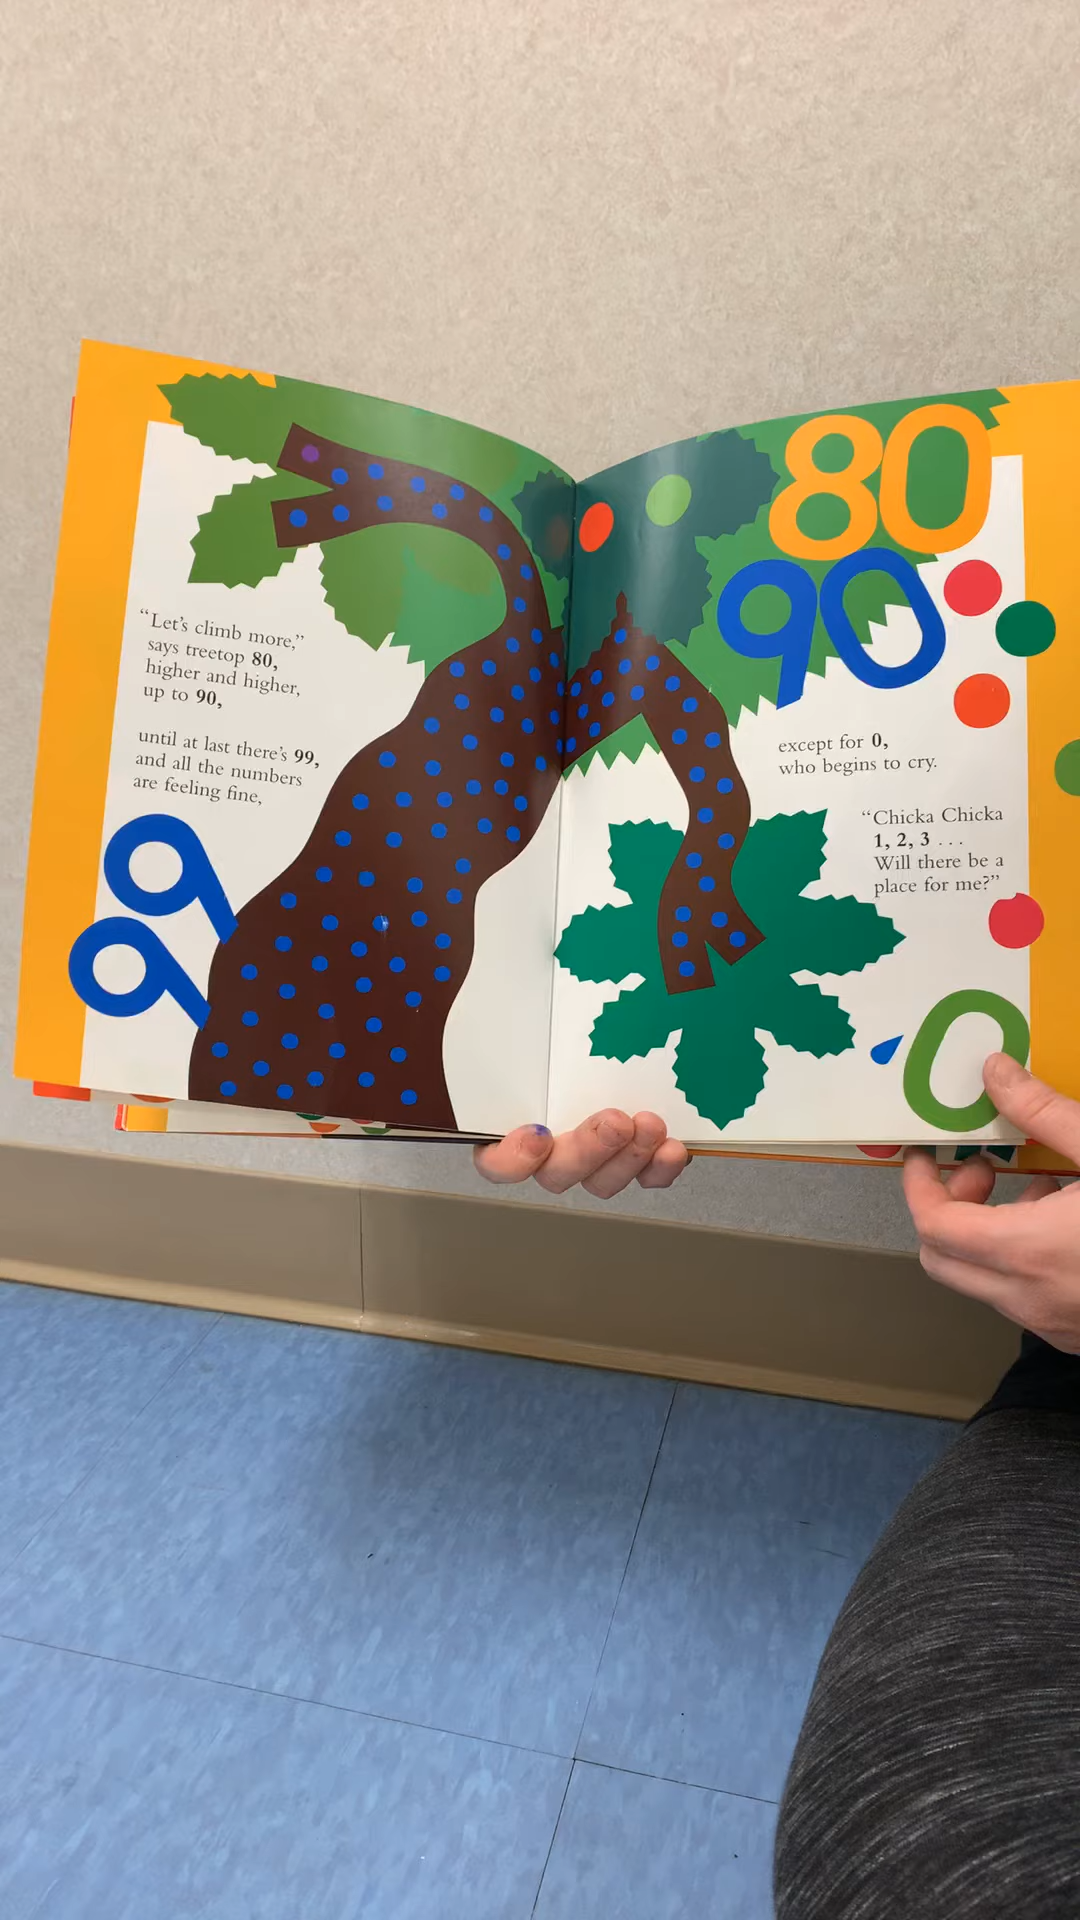 "Let's climb more,"
says treetop 80,
higher and higher,
up to 90,
until at last there's 99,
and all the numbers
are feeling fine,
99
80
90
except for 0,
who begins to cry.
"Chicka Chicka
1, 2, 3 ...
Will there be a
place for me?"
0